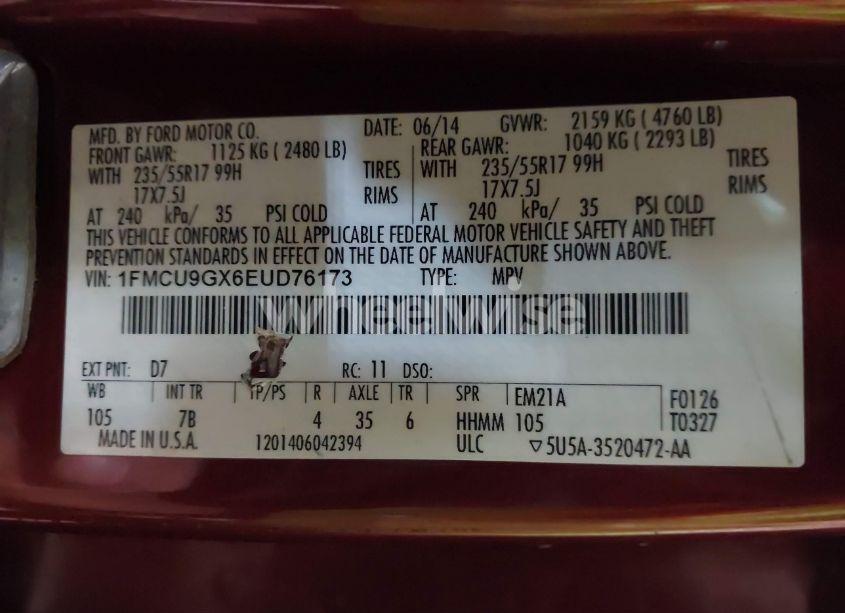 MFD. BY FORD MOTOR CO. DATE: 06/14 GVWR: 2159 KG ( 4760 LB)
FRONT GAWR: 1125 KG ( 2480 LB) REAR GAWR: 1040 KG ( 2293 LB)
WITH 235/55R17 99H TIRES WITH 235/55R17 99H TIRES
17X7.5J RIMS 17X7.5J RIMS
AT 240 kPa/ 35 PSI COLD AT 240 kPa/ 35 PSI COLD
THIS VEHICLE CONFORMS TO ALL APPLICABLE FEDERAL MOTOR VEHICLE SAFETY AND THEFT
PREVENTION STANDARDS IN EFFECT ON THE DATE OF MANUFACTURE SHOWN ABOVE.
VIN: 1FMCU9GX6EUD76173 TYPE: MPV
wheelwise
EXT PNT: D7 RC: 11 DSO:
WB INT TR TP/PS R AXLE TR SPR EM21A F0126
105 7B 4 35 6 HHMM 105 T0327
MADE IN U.S.A. 1201406042394 ULC ▽5U5A-3520472-AA